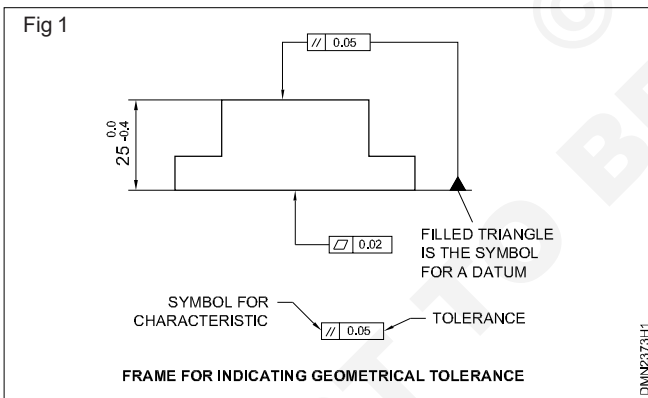 Fig 1
// 0.05
0.0
25 -0.4
⏥ 0.02
FILLED TRIANGLE
IS THE SYMBOL
FOR A DATUM
SYMBOL FOR
CHARACTERISTIC
// 0.05
TOLERANCE
FRAME FOR INDICATING GEOMETRICAL TOLERANCE
DMN2373H1
©
TO B